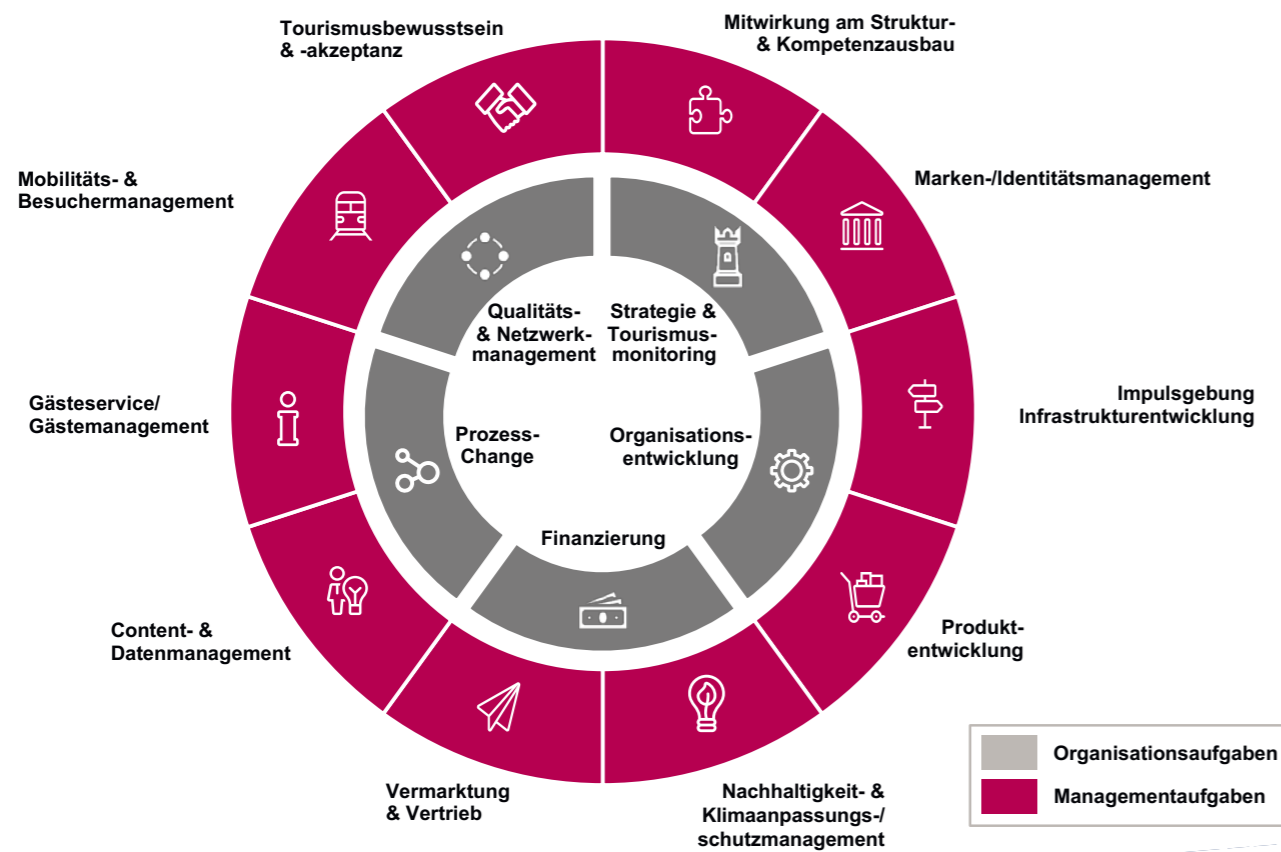 Tourismusbewusstsein
& -akzeptanz
Mitwirkung am Struktur-
& Kompetenzausbau
Mobilitäts- &
Besuchermanagement
Marken-/Identitätsmanagement
Qualitäts-
& Netzwerk-
management
Strategie &
Tourismus-
monitoring
Gästeservice/
Gästemanagement
Prozess-
Change
Organisations-
entwicklung
Impulsgebung
Infrastrukturentwicklung
Finanzierung
Content- &
Datenmanagement
Produkt-
entwicklung
Vermarktung
& Vertrieb
Nachhaltigkeit- &
Klimaanpassungs-/
schutzmanagement
Organisationsaufgaben
Managementaufgaben